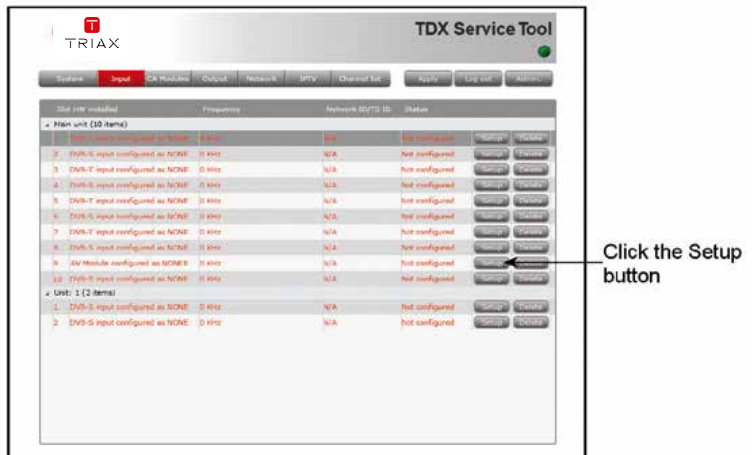 TRIAX
TDX Service Tool
System Input CA Modules Output Network IPTV Channel list Apply Log out
Slot HW installed Frequency Network ID/TS ID Status
Main unit (10 items)
0 KHz N/A Not configured Setup Delete
2 DVB-S input configured as NONE 0 KHz N/A Not configured Setup Delete
3 DVB-T input configured as NONE 0 KHz N/A Not configured Setup Delete
4 DVB-S input configured as NONE 0 KHz N/A Not configured Setup Delete
5 DVB-T input configured as NONE 0 KHz N/A Not configured Setup Delete
6 DVB-S input configured as NONE 0 KHz N/A Not configured Setup Delete
7 DVB-T input configured as NONE 0 KHz N/A Not configured Setup Delete
8 DVB-S input configured as NONE 0 KHz N/A Not configured Setup Delete
9 AV Module configured as NONE 0 KHz N/A Not configured Setup Delete
10 DVB-S input configured as NONE 0 KHz N/A Not configured Setup Delete
Unit: 1 (2 items)
1 DVB-S input configured as NONE 0 KHz N/A Not configured Setup Delete
2 DVB-S input configured as NONE 0 KHz N/A Not configured Setup Delete
Click the Setup
button